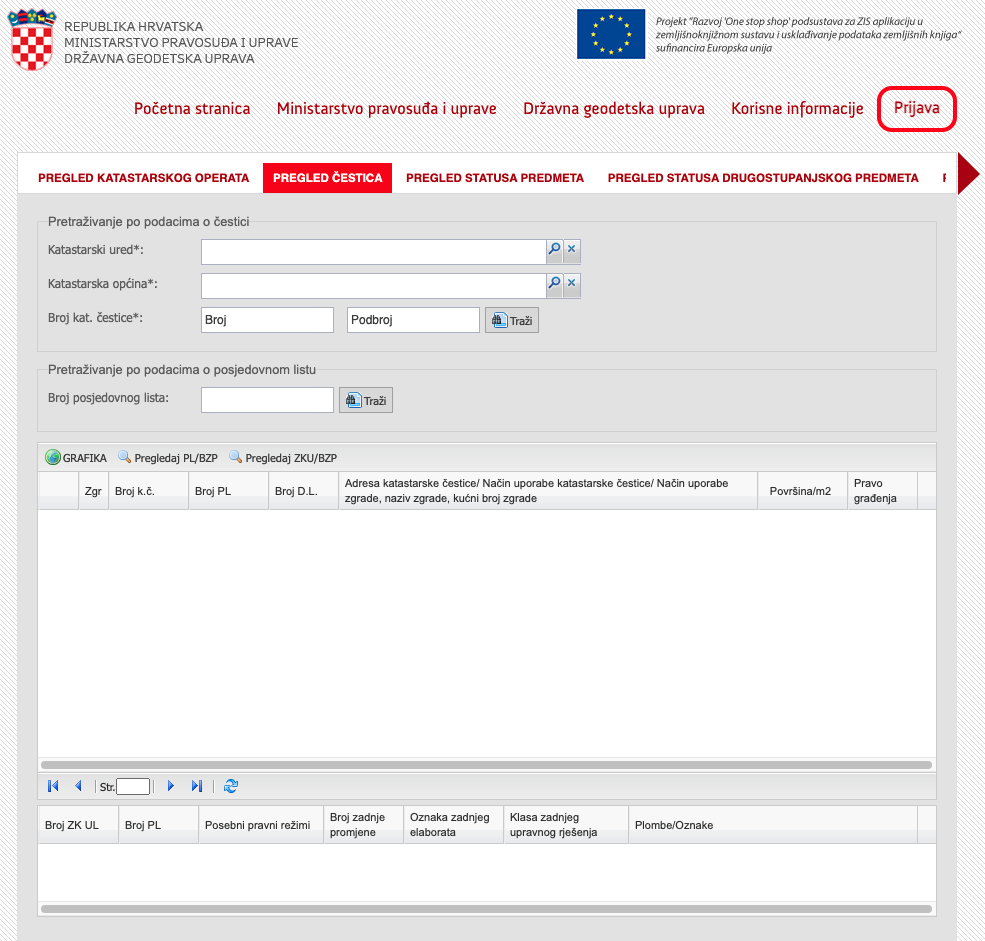 REPUBLIKA HRVATSKA
MINISTARSTVO PRAVOSUĐA I UPRAVE
DRŽAVNA GEODETSKA UPRAVA
Projekt "Razvoj 'One stop shop' podsustava za ZIS aplikaciju u
zemljišnoknjižnom sustavu i usklađivanje podataka zemljišnih knjiga"
sufinancira Europska unija
Početna stranica Ministarstvo pravosuđa i uprave Državna geodetska uprava Korisne informacije Prijava
PREGLED KATASTARSKOG OPERATA PREGLED ČESTICA PREGLED STATUSA PREDMETA PREGLED STATUSA DRUGOSTUPANJSKOG PREDMETA
Pretraživanje po podacima o čestici
Katastarski ured*:
Katastarska općina*:
Broj kat. čestice*: Broj Podbroj Traži
Pretraživanje po podacima o posjedovnom listu
Broj posjedovnog lista: Traži
GRAFIKA Pregledaj PL/BZP Pregledaj ZKU/BZP
Zgr Broj k.č. Broj PL Broj D.L. Adresa katastarske čestice/ Način uporabe katastarske čestice/ Način uporabe zgrade, naziv zgrade, kućni broj zgrade Površina/m2 Pravo građenja
Str.
Broj ZK UL Broj PL Posebni pravni režimi Broj zadnje promjene Oznaka zadnjeg elaborata Klasa zadnjeg upravnog rješenja Plombe/Oznake